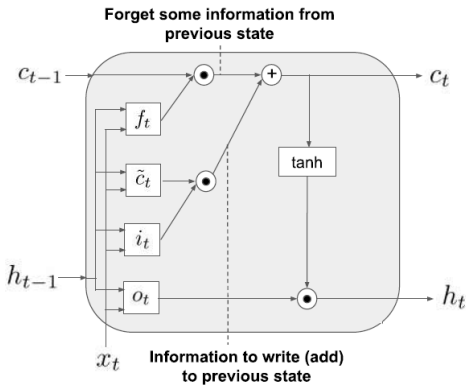 Forget some information from
previous state
c_{t-1}
+
c_t
f_t
c̃_t
tanh
i_t
h_{t-1}
o_t
h_t
x_t
Information to write (add)
to previous state